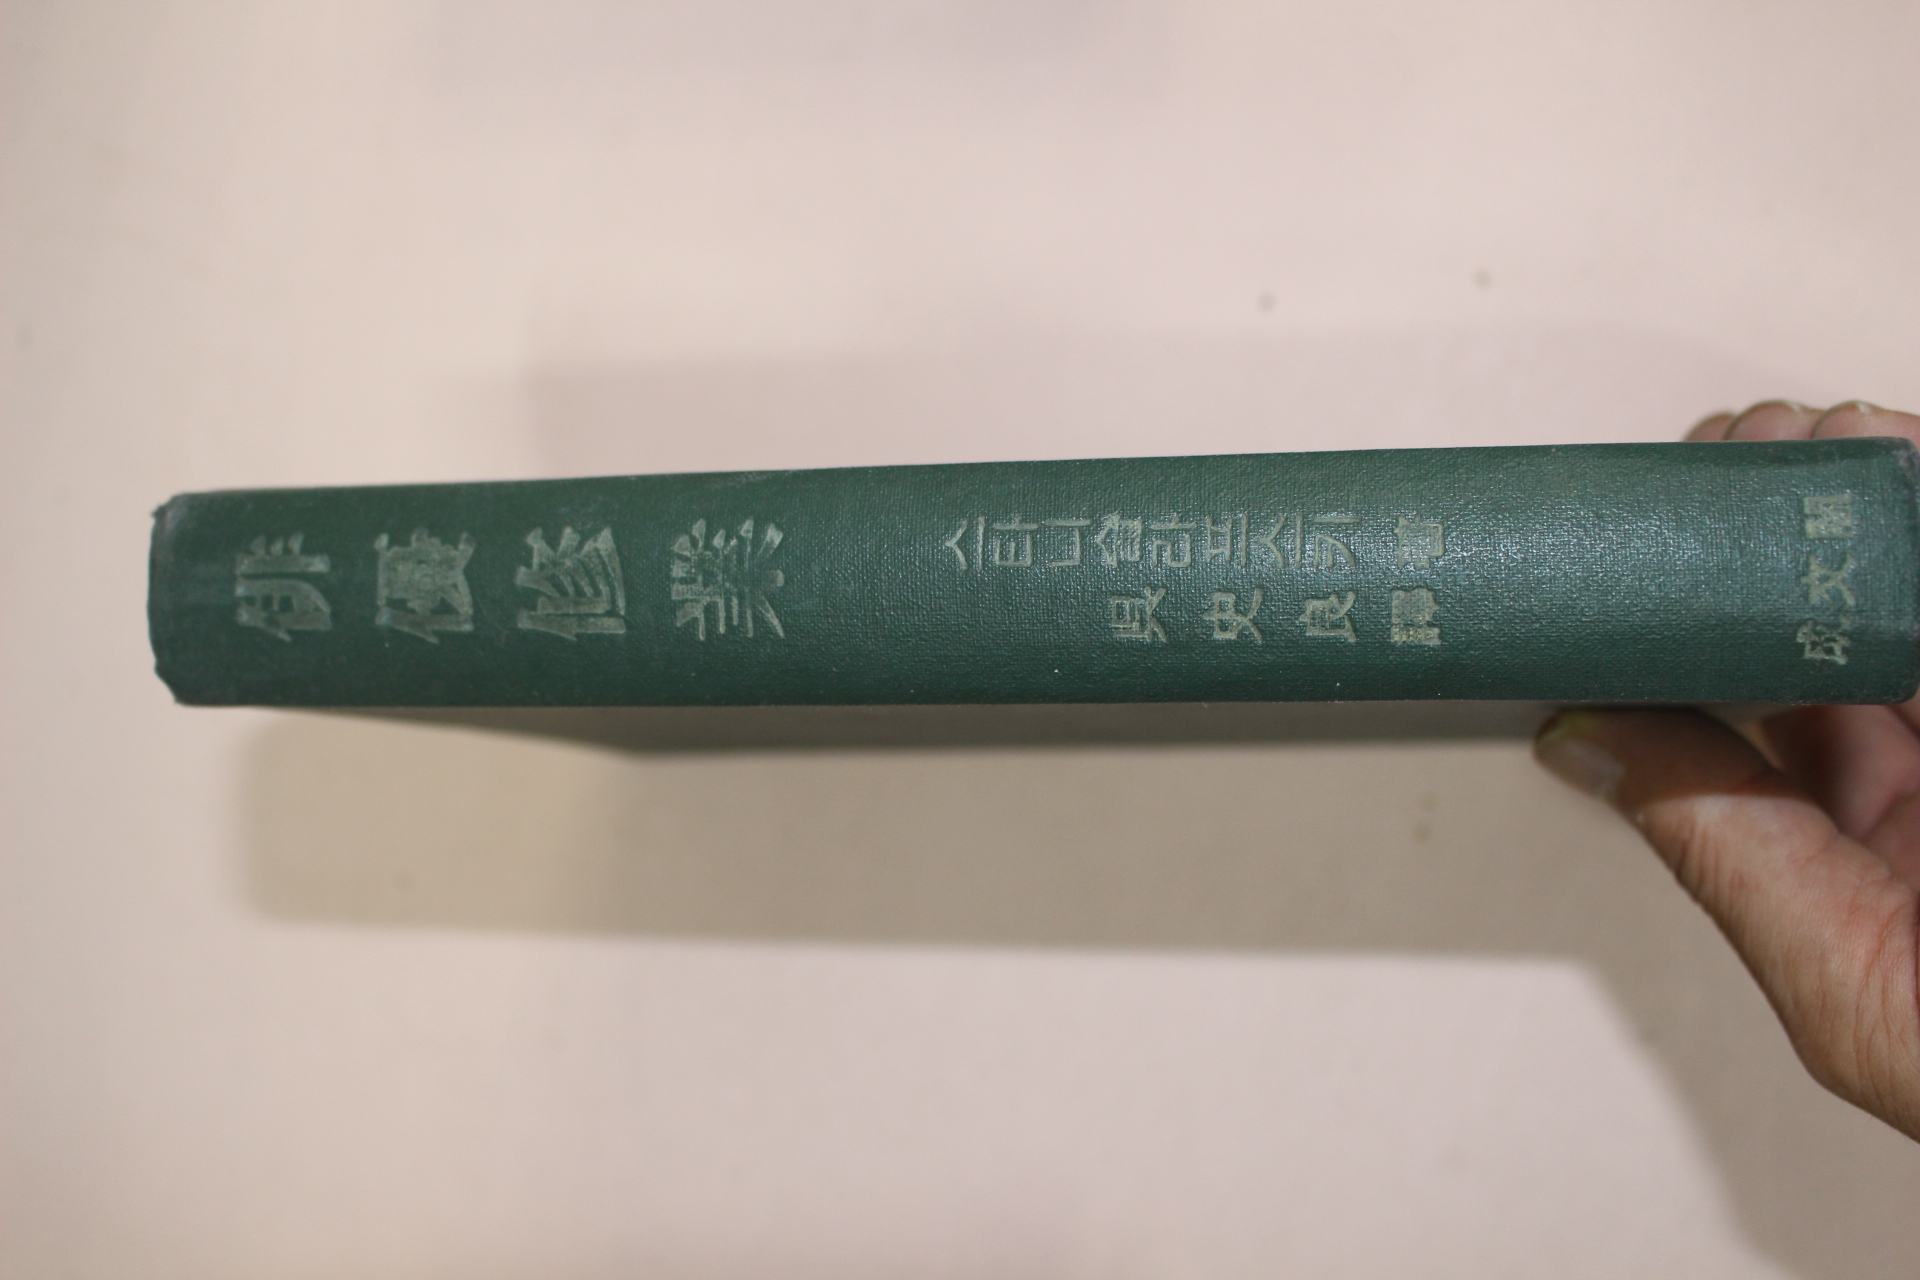 俳優修業
스타니슬라브스키 著
吳史良 譯
成文閣